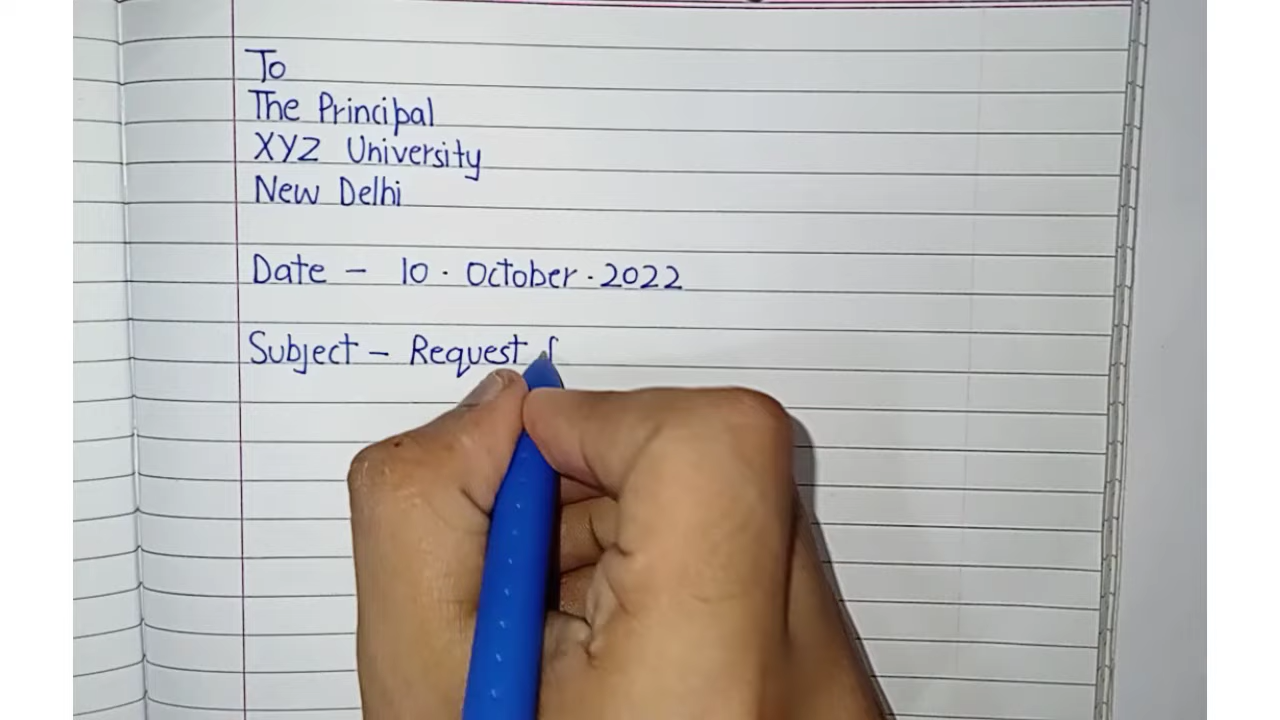 To
The Principal
XYZ University
New Delhi
Date - 10 · October · 2022
Subject - Request f